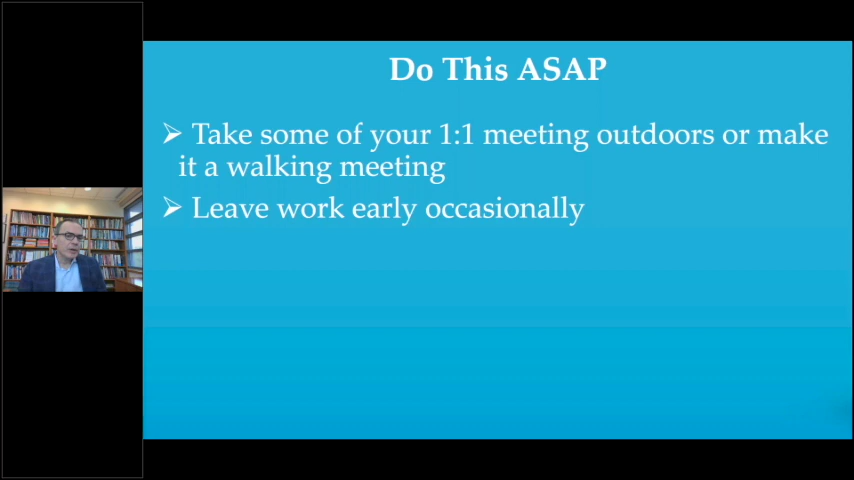 Do This ASAP
➢ Take some of your 1:1 meeting outdoors or make
it a walking meeting
➢ Leave work early occasionally